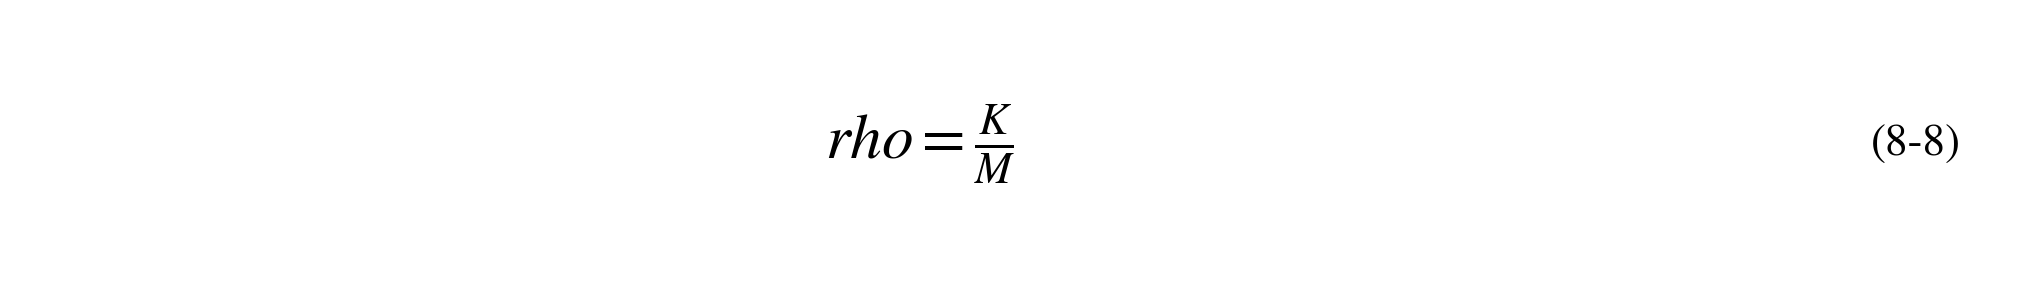 rho = K/M (8-8)